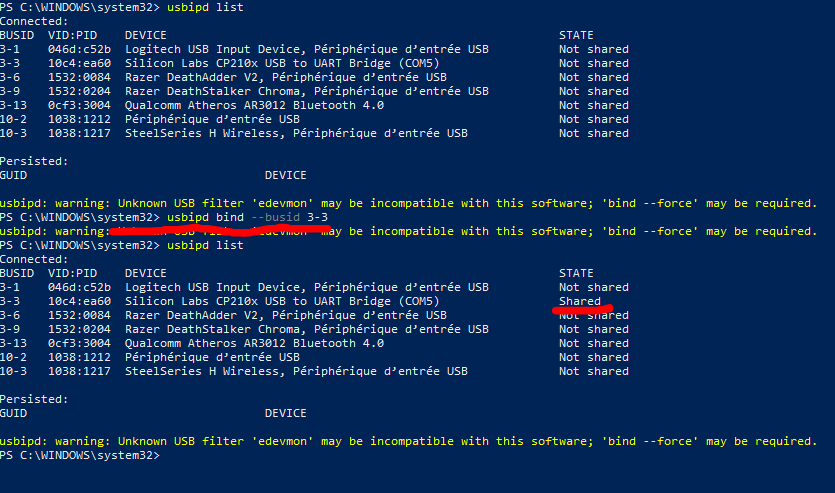 PS C:\WINDOWS\system32> usbipd list
Connected:
BUSID VID:PID DEVICE STATE
3-1 046d:c52b Logitech USB Input Device, Périphérique d’entrée USB Not shared
3-3 10c4:ea60 Silicon Labs CP210x USB to UART Bridge (COM5) Not shared
3-6 1532:0084 Razer DeathAdder V2, Périphérique d’entrée USB Not shared
3-9 1532:0204 Razer DeathStalker Chroma, Périphérique d’entrée USB Not shared
3-13 0cf3:3004 Qualcomm Atheros AR3012 Bluetooth 4.0 Not shared
10-2 1038:1212 Périphérique d’entrée USB Not shared
10-3 1038:1217 SteelSeries H Wireless, Périphérique d’entrée USB Not shared
Persisted:
GUID DEVICE
usbipd: warning: Unknown USB filter 'edevmon' may be incompatible with this software; 'bind --force' may be required.
PS C:\WINDOWS\system32> usbipd bind --busid 3-3
usbipd: warning: may be incompatible with this software; 'bind --force' may be required.
PS C:\WINDOWS\system32> usbipd list
Connected:
BUSID VID:PID DEVICE STATE
3-1 046d:c52b Logitech USB Input Device, Périphérique d’entrée USB Not shared
3-3 10c4:ea60 Silicon Labs CP210x USB to UART Bridge (COM5) Shared
3-6 1532:0084 Razer DeathAdder V2, Périphérique d’entrée USB Not shared
3-9 1532:0204 Razer DeathStalker Chroma, Périphérique d’entrée USB Not shared
3-13 0cf3:3004 Qualcomm Atheros AR3012 Bluetooth 4.0 Not shared
10-2 1038:1212 Périphérique d’entrée USB Not shared
10-3 1038:1217 SteelSeries H Wireless, Périphérique d’entrée USB Not shared
Persisted:
GUID DEVICE
usbipd: warning: Unknown USB filter 'edevmon' may be incompatible with this software; 'bind --force' may be required.
PS C:\WINDOWS\system32>